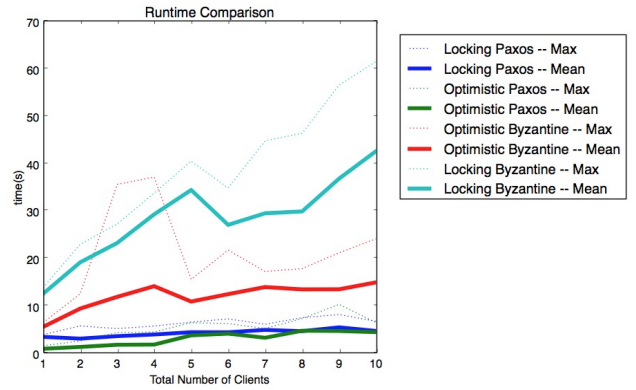 Runtime Comparison
70
60
50
40
30
20
10
0
time(s)
1 2 3 4 5 6 7 8 9 10
Total Number of Clients
Locking Paxos -- Max
Locking Paxos -- Mean
Optimistic Paxos -- Max
Optimistic Paxos -- Mean
Optimistic Byzantine -- Max
Optimistic Byzantine -- Mean
Locking Byzantine -- Max
Locking Byzantine -- Mean